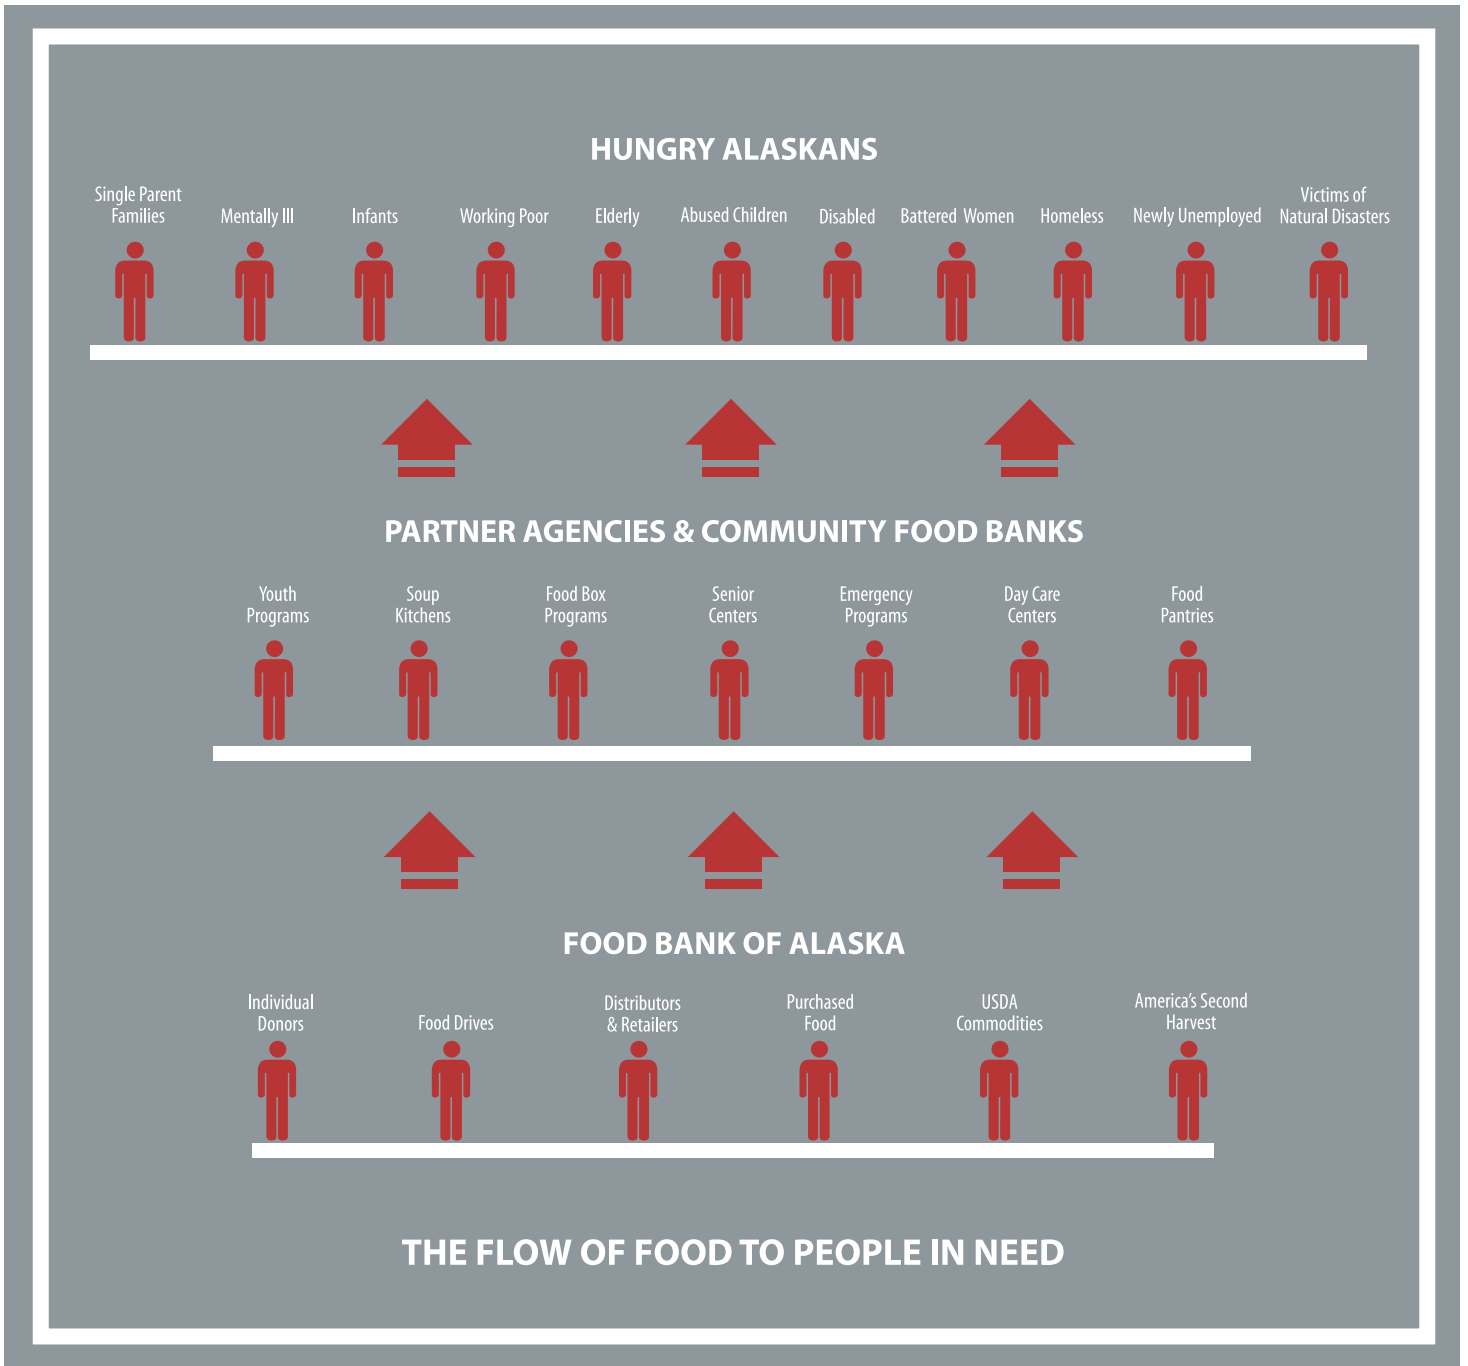 HUNGRY ALASKANS
Single Parent
Families
Mentally Ill
Infants
Working Poor
Elderly
Abused Children
Disabled
Battered Women
Homeless
Newly Unemployed
Victims of
Natural Disasters
PARTNER AGENCIES & COMMUNITY FOOD BANKS
Youth
Programs
Soup
Kitchens
Food Box
Programs
Senior
Centers
Emergency
Programs
Day Care
Centers
Food
Pantries
FOOD BANK OF ALASKA
Individual
Donors
Food Drives
Distributors
& Retailers
Purchased
Food
USDA
Commodities
America's Second
Harvest
THE FLOW OF FOOD TO PEOPLE IN NEED